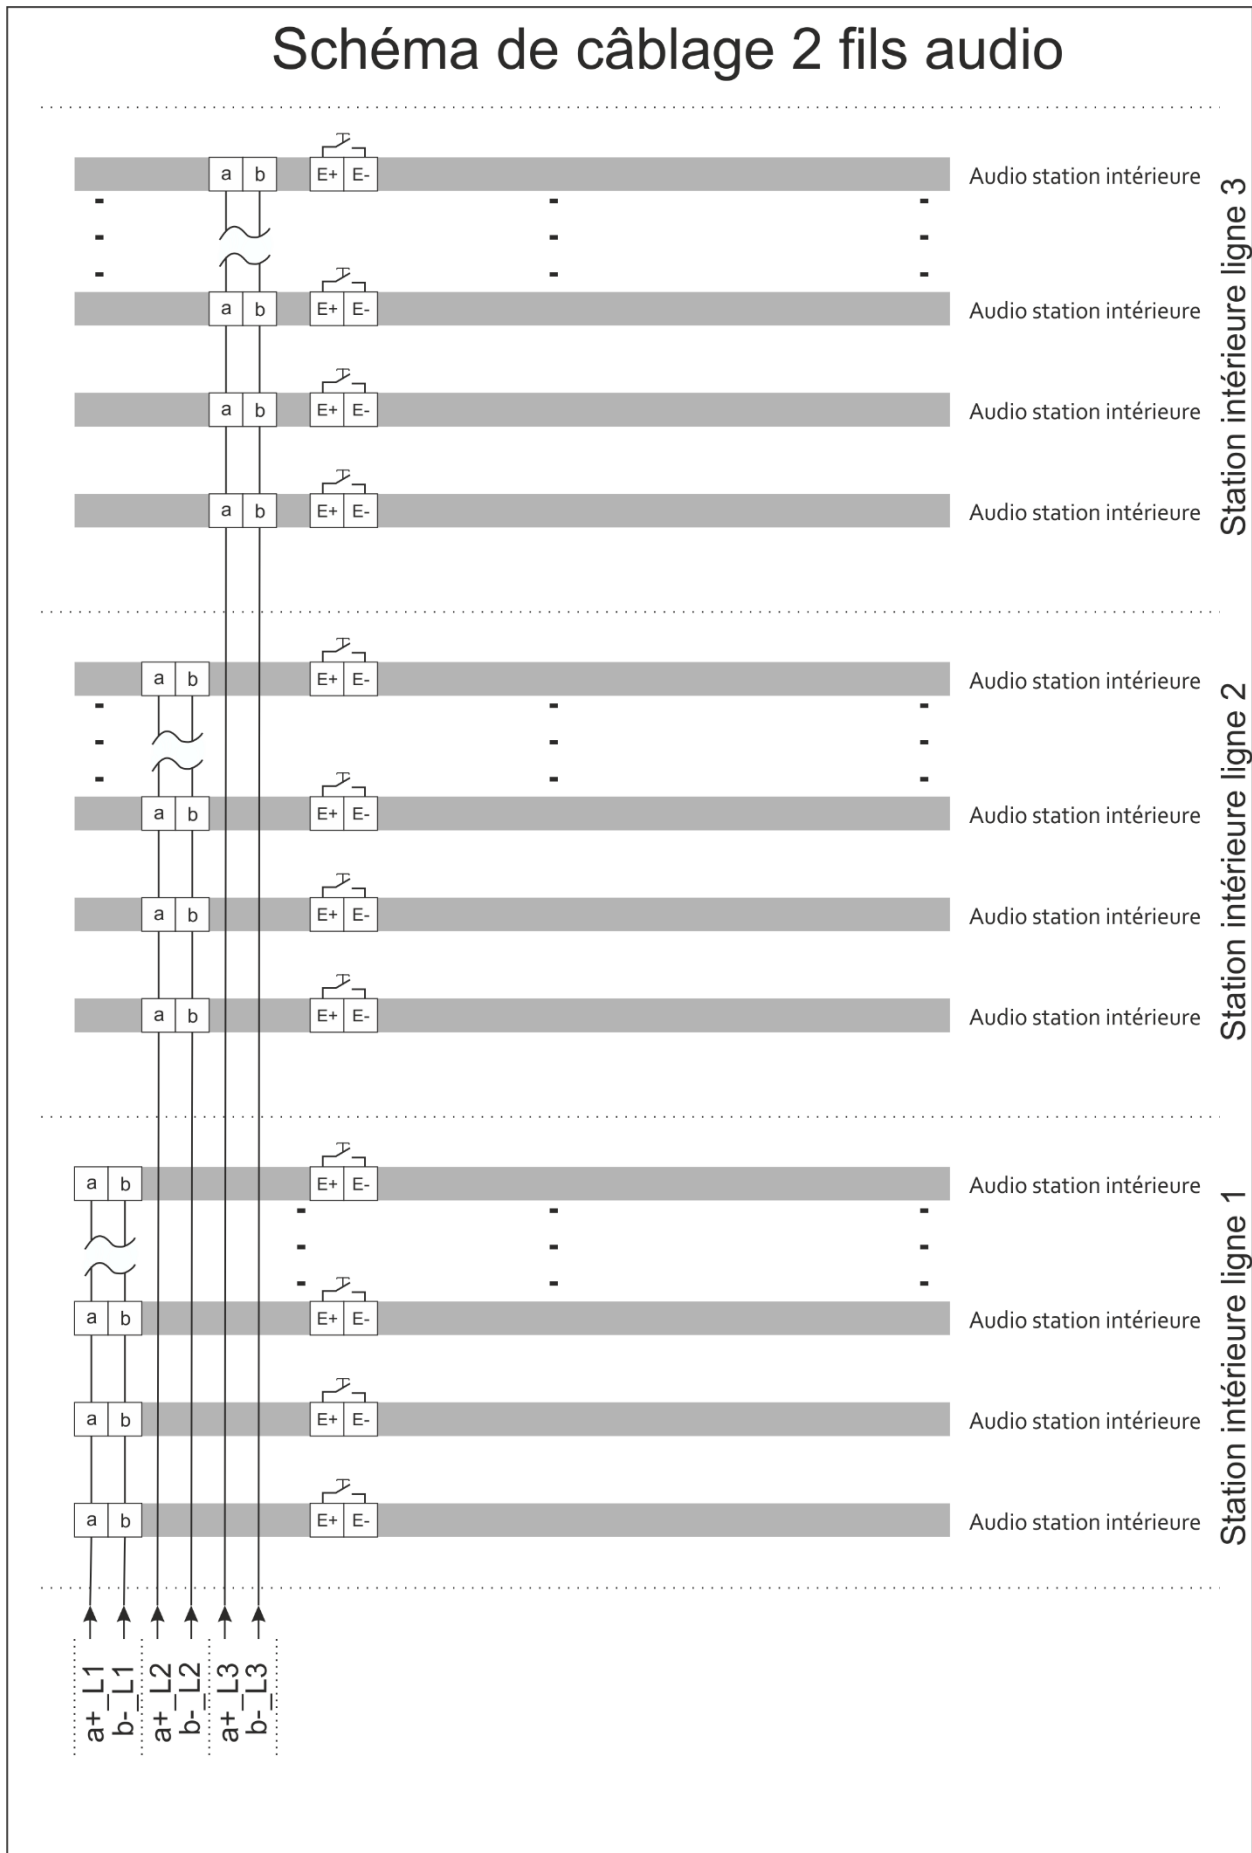 Schéma de câblage 2 fils audio
a b E+ E- Audio station intérieure
a b E+ E- Audio station intérieure
a b E+ E- Audio station intérieure
a b E+ E- Audio station intérieure
Station intérieure ligne 3
a b E+ E- Audio station intérieure
a b E+ E- Audio station intérieure
a b E+ E- Audio station intérieure
a b E+ E- Audio station intérieure
Station intérieure ligne 2
a b E+ E- Audio station intérieure
a b E+ E- Audio station intérieure
a b E+ E- Audio station intérieure
a b E+ E- Audio station intérieure
Station intérieure ligne 1
a+_L1
b-_L1
a+_L2
b-_L2
a+_L3
b-_L3